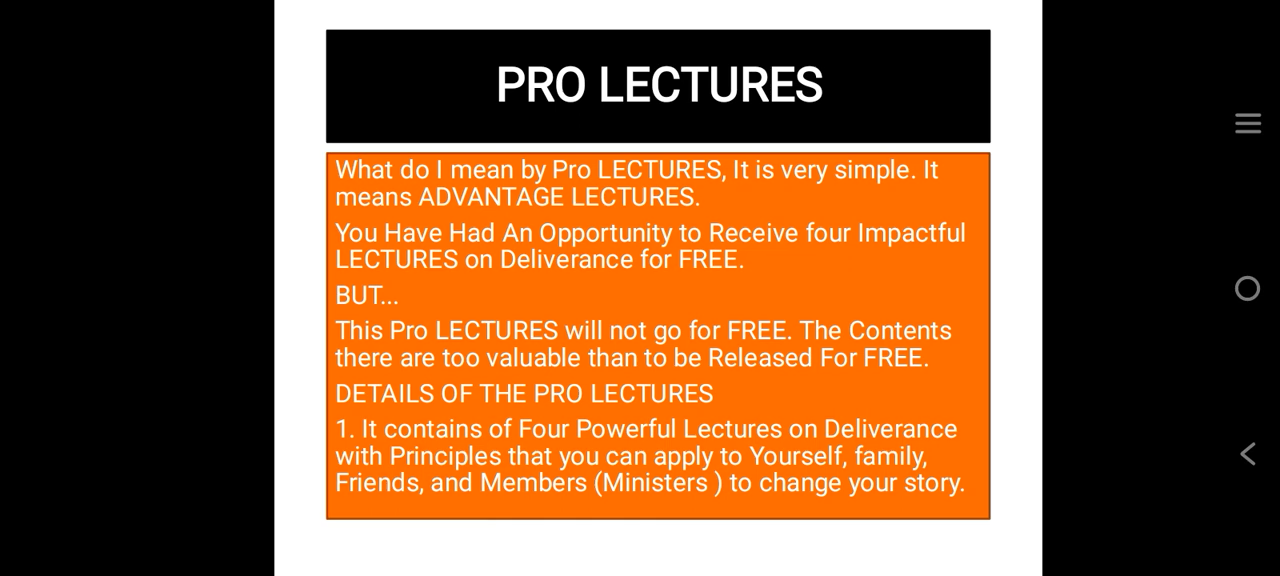 PRO LECTURES
What do I mean by Pro LECTURES, It is very simple. It
means ADVANTAGE LECTURES.
You Have Had An Opportunity to Receive four Impactful
LECTURES on Deliverance for FREE.
BUT...
This Pro LECTURES will not go for FREE. The Contents
there are too valuable than to be Released For FREE.
DETAILS OF THE PRO LECTURES
1. It contains of Four Powerful Lectures on Deliverance
with Principles that you can apply to Yourself, family,
Friends, and Members (Ministers ) to change your story.